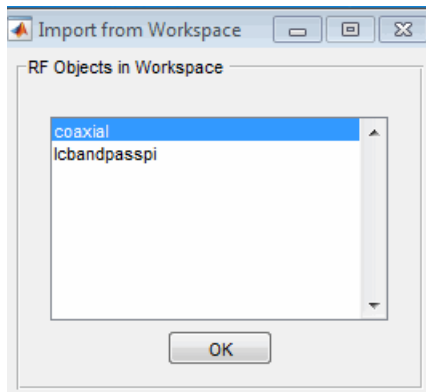 Import from Workspace
RF Objects in Workspace
coaxial
lcbandpasspi
OK